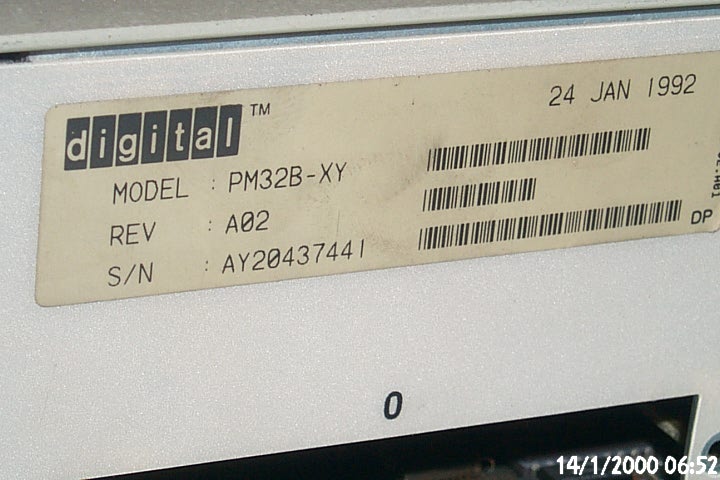 digital™
24 JAN 1992
MODEL : PM32B-XY
REV : A02
S/N : AY20437441
DP
0
14/1/2000 06:52